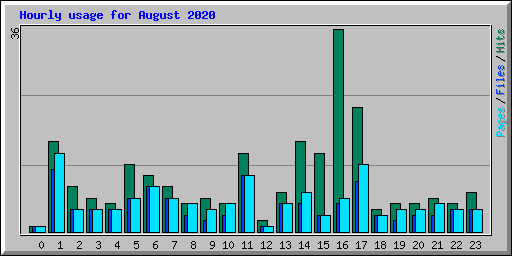 Hourly usage for August 2020
36
Pages/Files/Hits
0 1 2 3 4 5 6 7 8 9 10 11 12 13 14 15 16 17 18 19 20 21 22 23